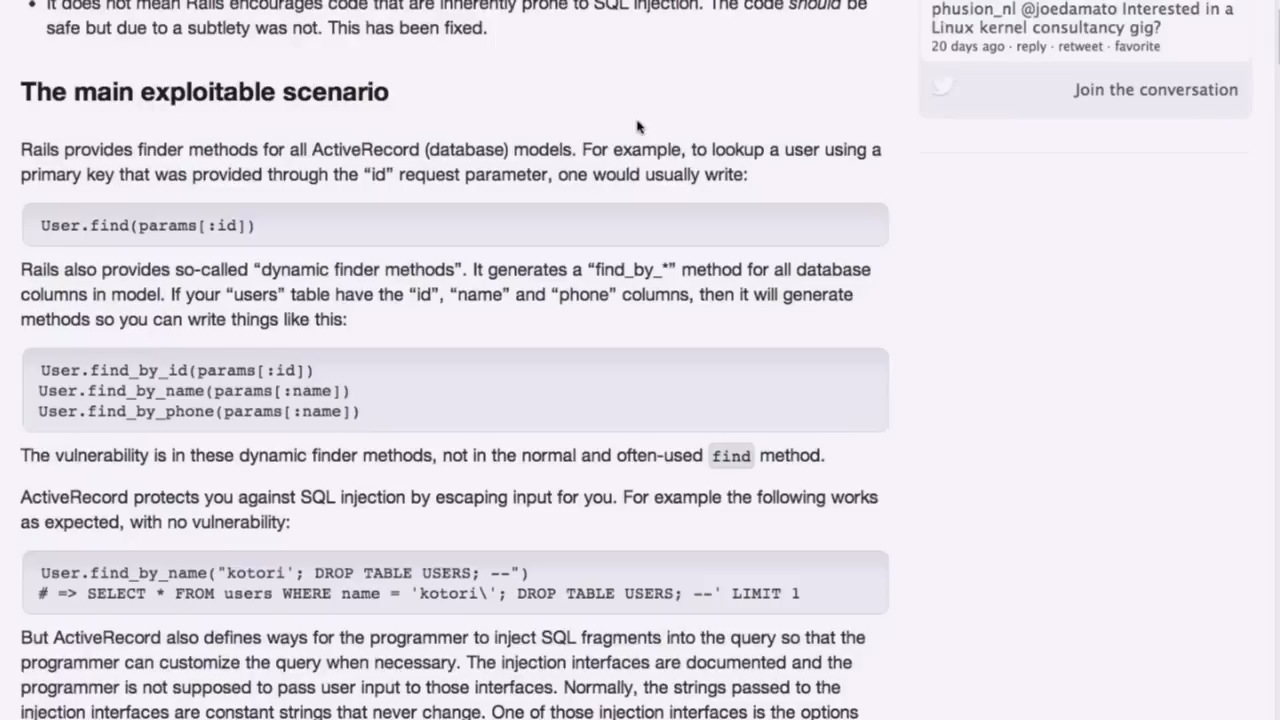 It does not mean Rails encourages code that are inherently prone to SQL injection. The code should be
safe but due to a subtlety was not. This has been fixed.
The main exploitable scenario
Rails provides finder methods for all ActiveRecord (database) models. For example, to lookup a user using a
primary key that was provided through the “id” request parameter, one would usually write:
User.find(params[:id])
Rails also provides so-called “dynamic finder methods”. It generates a “find_by_*” method for all database
columns in model. If your “users” table have the “id”, “name” and “phone” columns, then it will generate
methods so you can write things like this:
User.find_by_id(params[:id])
User.find_by_name(params[:name])
User.find_by_phone(params[:name])
The vulnerability is in these dynamic finder methods, not in the normal and often-used find method.
ActiveRecord protects you against SQL injection by escaping input for you. For example the following works
as expected, with no vulnerability:
User.find_by_name("kotori'; DROP TABLE USERS; --")
# => SELECT * FROM users WHERE name = 'kotori\'; DROP TABLE USERS; --' LIMIT 1
But ActiveRecord also defines ways for the programmer to inject SQL fragments into the query so that the
programmer can customize the query when necessary. The injection interfaces are documented and the
programmer is not supposed to pass user input to those interfaces. Normally, the strings passed to the
injection interfaces are constant strings that never change. One of those injection interfaces is the options
phusion_nl @joedamato Interested in a
Linux kernel consultancy gig?
20 days ago · reply · retweet · favorite
Join the conversation